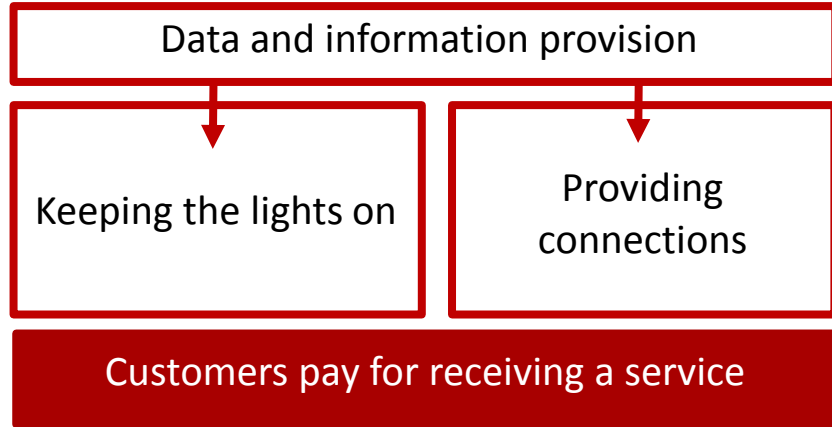 Data and information provision
Keeping the lights on
Providing
connections
Customers pay for receiving a service